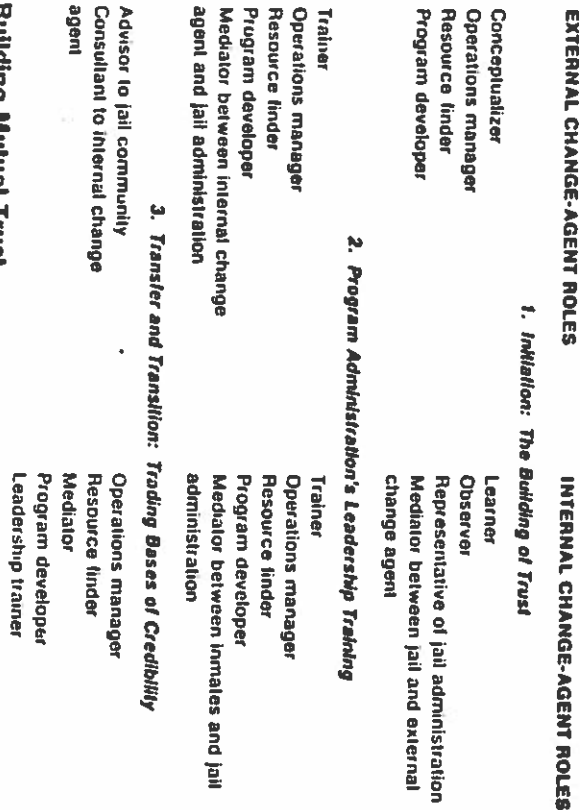 EXTERNAL CHANGE-AGENT ROLES INTERNAL CHANGE-AGENT ROLES
1. Initiation: The Building of Trust
Conceptualizer
Operations manager
Resource finder
Program developer
Learner
Observer
Representative of jail administration
Mediator between jail and external
change agent
2. Program Administration's Leadership Training
Trainer
Operations manager
Resource finder
Program developer
Mediator between internal change
agent and jail administration
Trainer
Operations manager
Resource finder
Program developer
Mediator between inmates and jail
administration
3. Transfer and Transition: Trading Bases of Credibility
Advisor to jail community
Consultant to internal change
agent
Operations manager
Resource finder
Mediator
Program developer
Leadership trainer
Building Mutual Trust